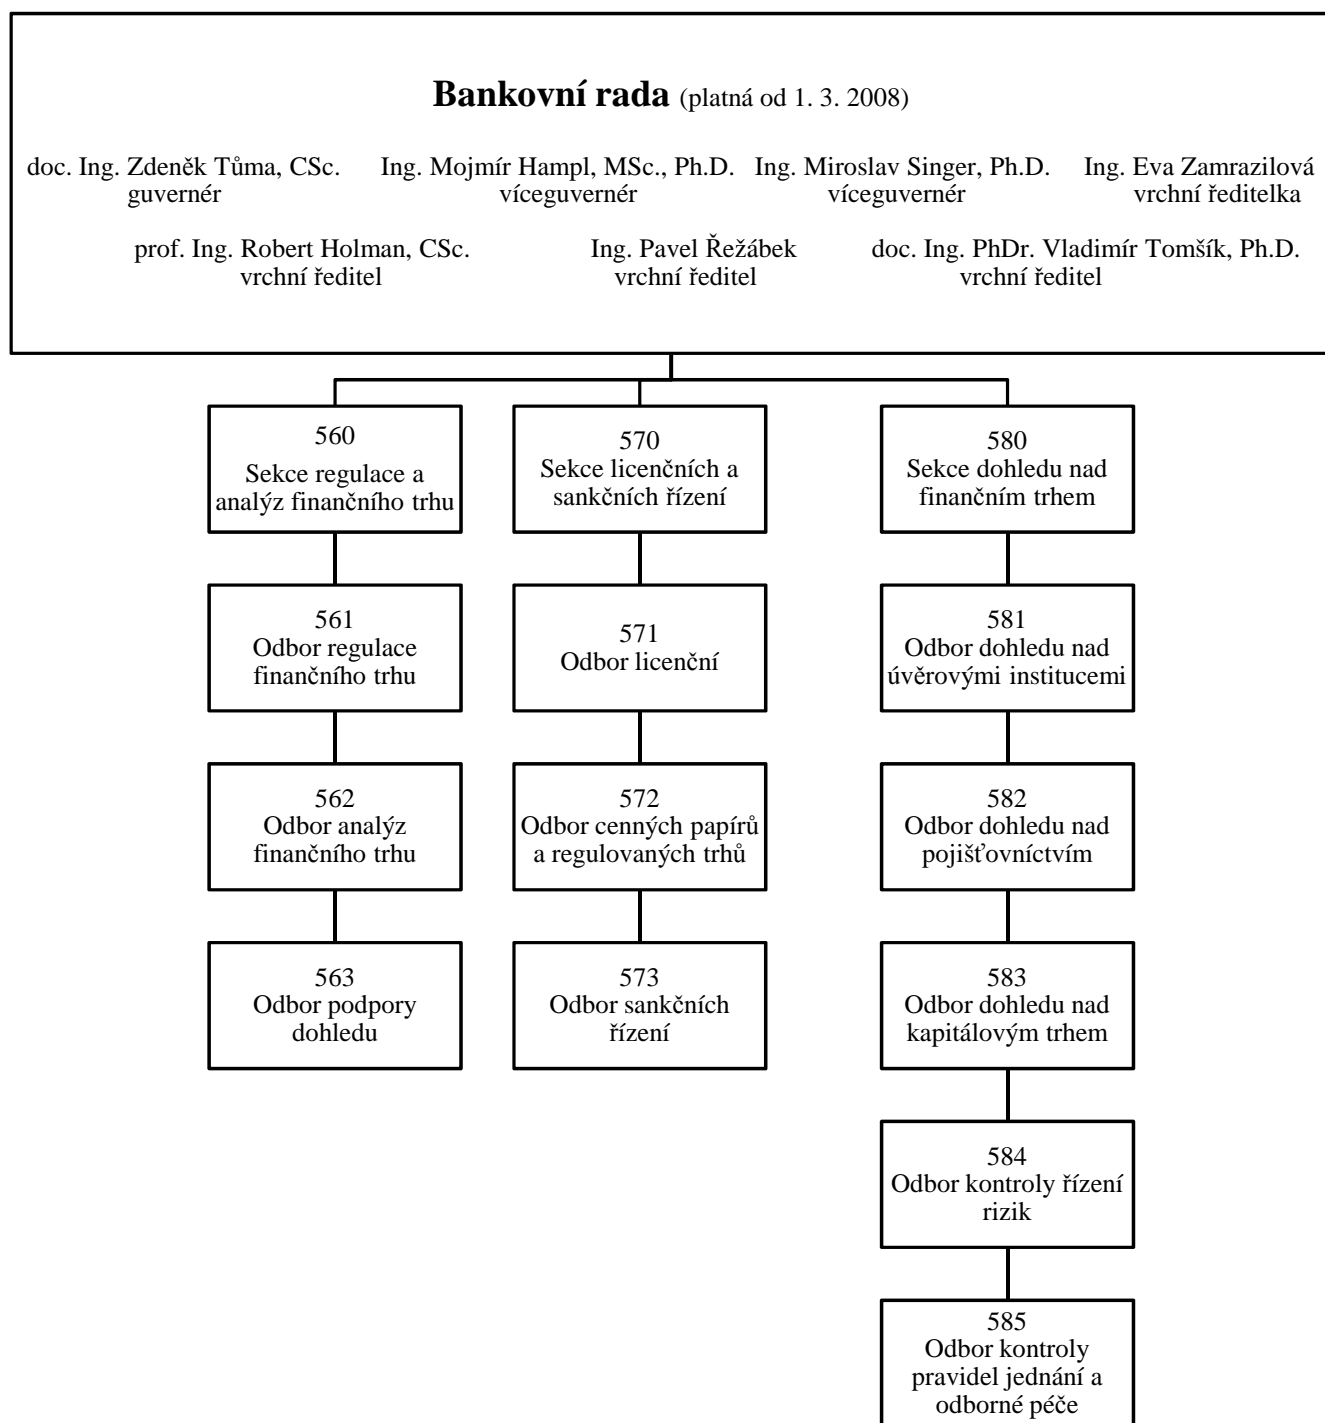 Bankovní rada (platná od 1. 3. 2008)
doc. Ing. Zdeněk Tůma, CSc.
guvernér
Ing. Mojmír Hampl, MSc., Ph.D.
víceguvernér
Ing. Miroslav Singer, Ph.D.
víceguvernér
Ing. Eva Zamrazilová
vrchní ředitelka
prof. Ing. Robert Holman, CSc.
vrchní ředitel
Ing. Pavel Řežábek
vrchní ředitel
doc. Ing. PhDr. Vladimír Tomšík, Ph.D.
vrchní ředitel
560
Sekce regulace a
analýz finančního trhu
561
Odbor regulace
finančního trhu
562
Odbor analýz
finančního trhu
563
Odbor podpory
dohledu
570
Sekce licenčních a
sankčních řízení
571
Odbor licenční
572
Odbor cenných papírů
a regulovaných trhů
573
Odbor sankčních
řízení
580
Sekce dohledu nad
finančním trhem
581
Odbor dohledu nad
úvěrovými institucemi
582
Odbor dohledu nad
pojišťovníctvím
583
Odbor dohledu nad
kapitálovým trhem
584
Odbor kontroly řízení
rizik
585
Odbor kontroly
pravidel jednání a
odborné péče